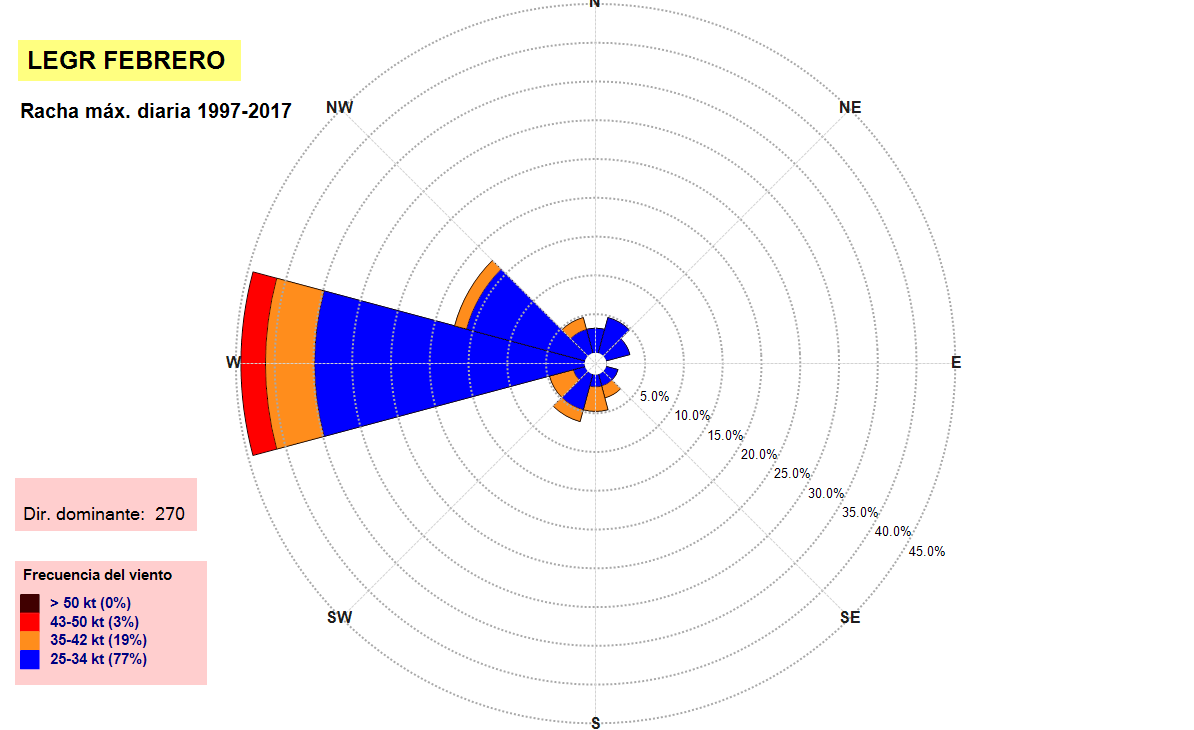 N
LEGR FEBRERO
Racha máx. diaria 1997-2017
NW
NE
W
E
5.0%
10.0%
15.0%
20.0%
25.0%
30.0%
35.0%
40.0%
45.0%
Dir. dominante: 270
Frecuencia del viento
> 50 kt (0%)
43-50 kt (3%)
35-42 kt (19%)
25-34 kt (77%)
SW
SE
S